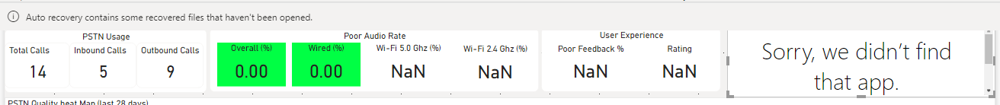 Auto recovery contains some recovered files that haven't been opened.
PSTN Usage
Total Calls
Inbound Calls
Outbound Calls
14
5
9
Poor Audio Rate
Overall (%)
Wired (%)
Wi-Fi 5.0 Ghz (%)
Wi-Fi 2.4 Ghz (%)
0.00
0.00
NaN
NaN
User Experience
Poor Feedback %
Rating
NaN
NaN
Sorry, we didn't find
that app.
PSTN Quality heat Map (last 28 days)